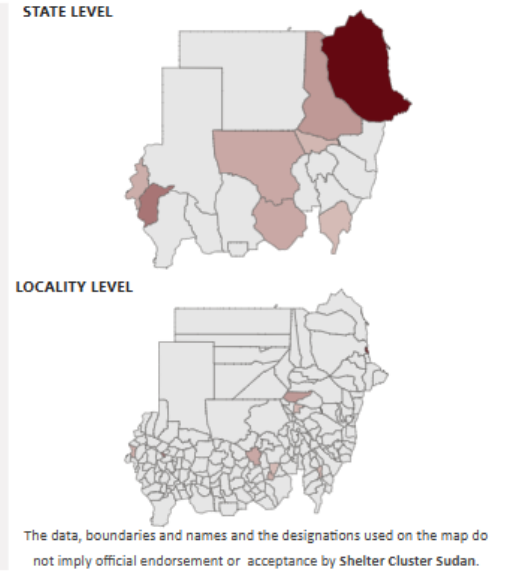 STATE LEVEL
LOCALITY LEVEL
The data, boundaries and names and the designations used on the map do
not imply official endorsement or acceptance by Shelter Cluster Sudan.